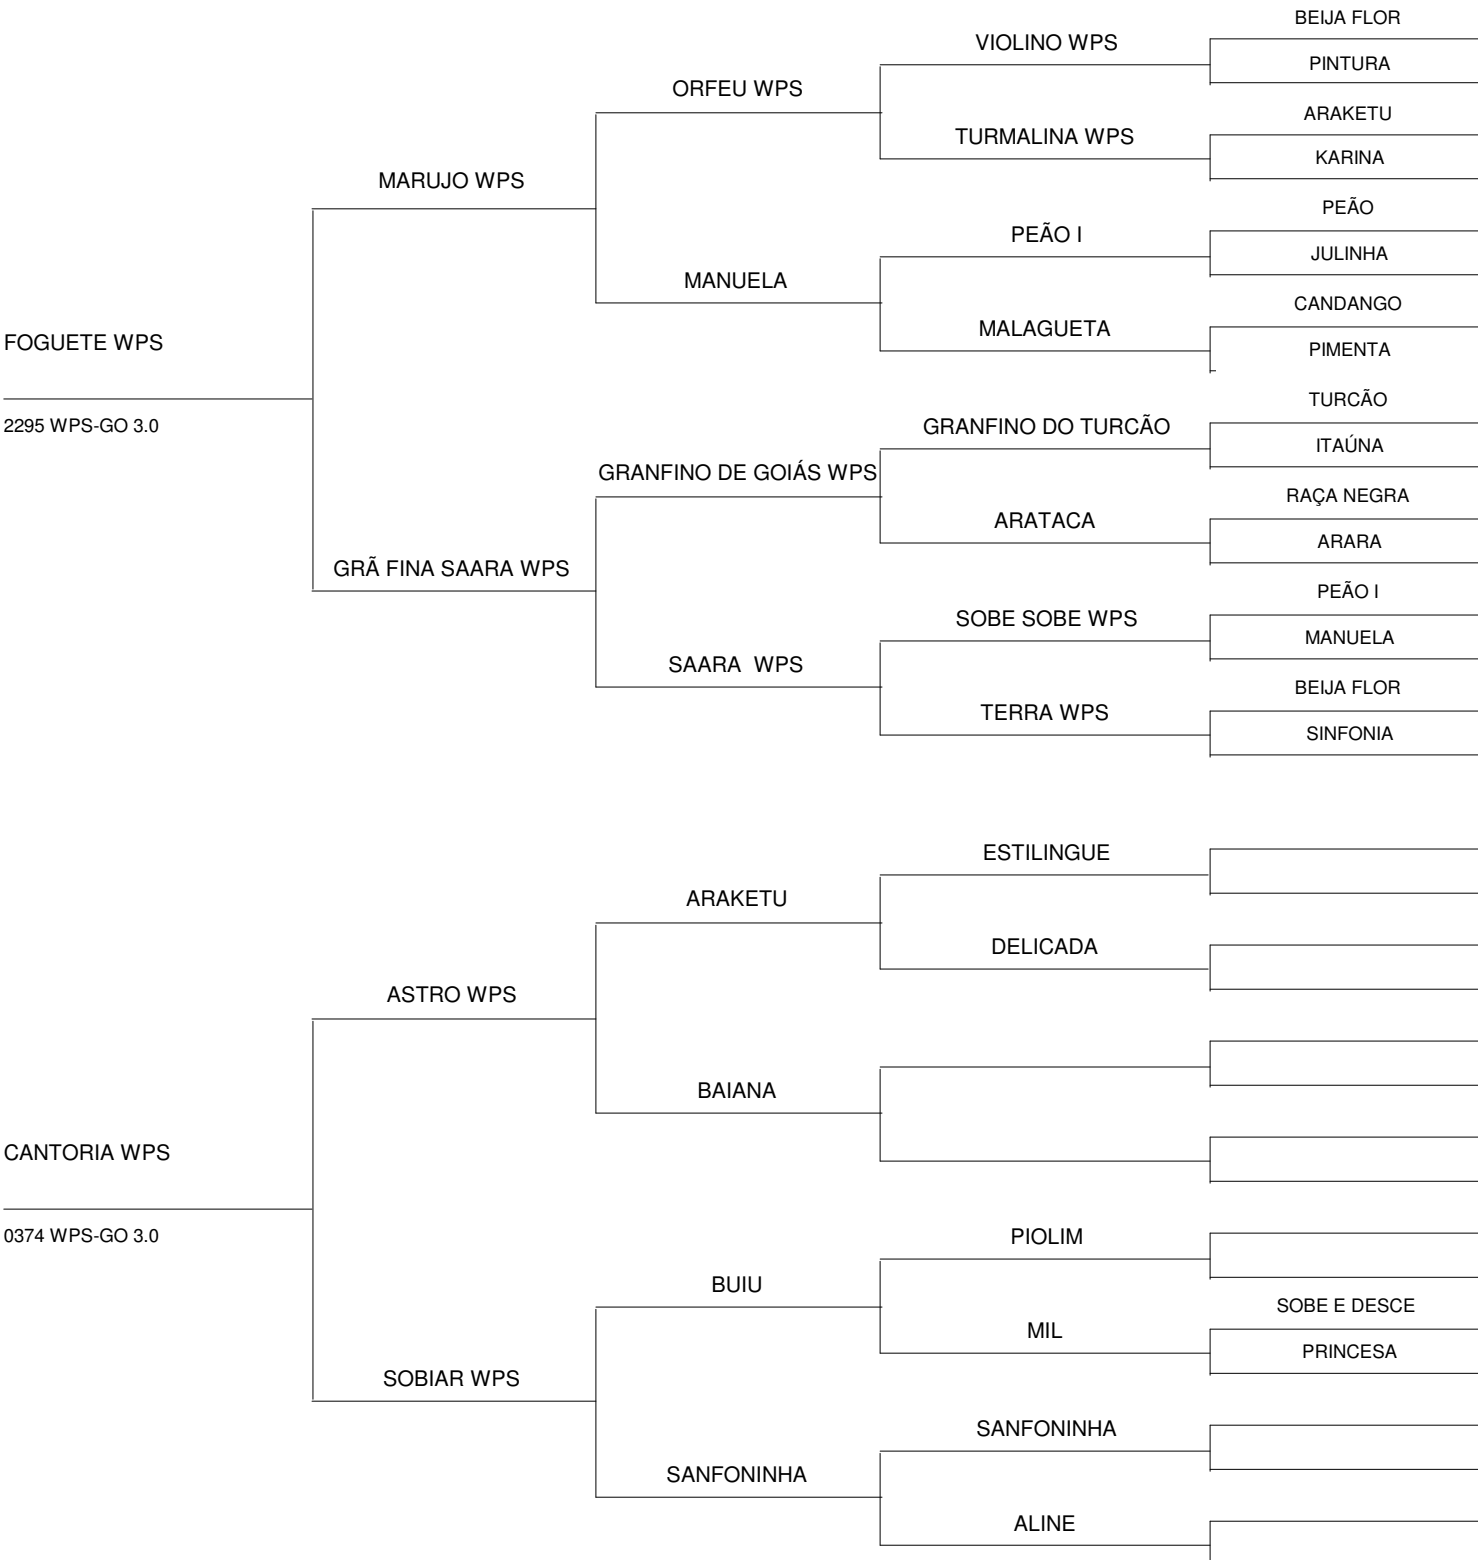 BEIJA FLOR
VIOLINO WPS
PINTURA
ORFEU WPS
ARAKETU
TURMALINA WPS
KARINA
MARUJO WPS
PEÃO
PEÃO I
JULINHA
MANUELA
CANDANGO
MALAGUETA
FOGUETE WPS
PIMENTA
TURCÃO
2295 WPS-GO 3.0
GRANFINO DO TURCÃO
ITAÚNA
GRANFINO DE GOIÁS WPS
RAÇA NEGRA
ARATACA
ARARA
GRÃ FINA SAARA WPS
PEÃO I
SOBE SOBE WPS
MANUELA
SAARA  WPS
BEIJA FLOR
TERRA WPS
SINFONIA
ESTILINGUE
ARAKETU
DELICADA
ASTRO WPS
BAIANA
CANTORIA WPS
0374 WPS-GO 3.0
PIOLIM
BUIU
SOBE E DESCE
MIL
PRINCESA
SOBIAR WPS
SANFONINHA
SANFONINHA
ALINE